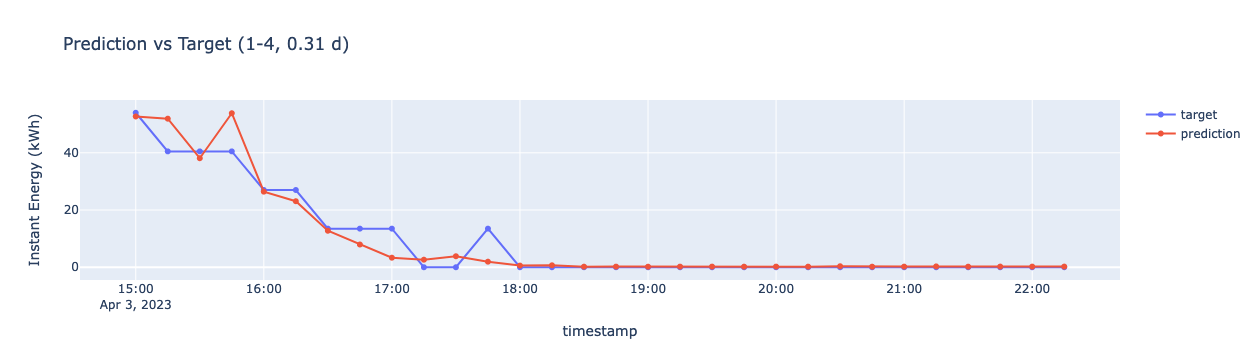 Prediction vs Target (1-4, 0.31 d)
target
prediction
Instant Energy (kWh)
40
20
0
15:00 16:00 17:00 18:00 19:00 20:00 21:00 22:00
Apr 3, 2023
timestamp